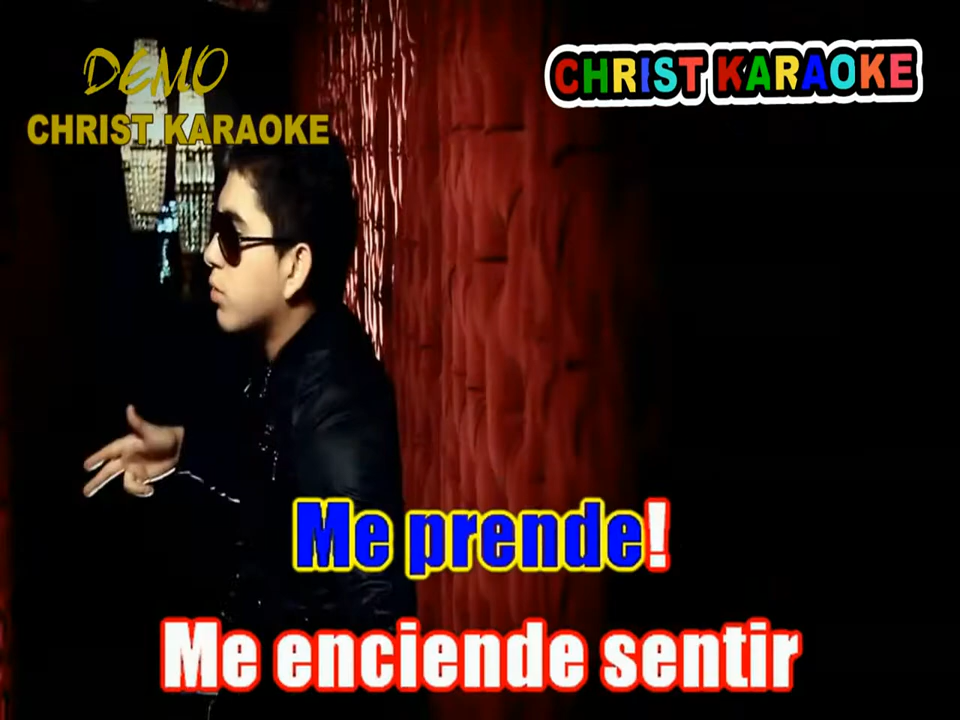 DEMO
CHRIST KARAOKE
CHRIST KARAOKE
Me prende!
Me enciende sentir